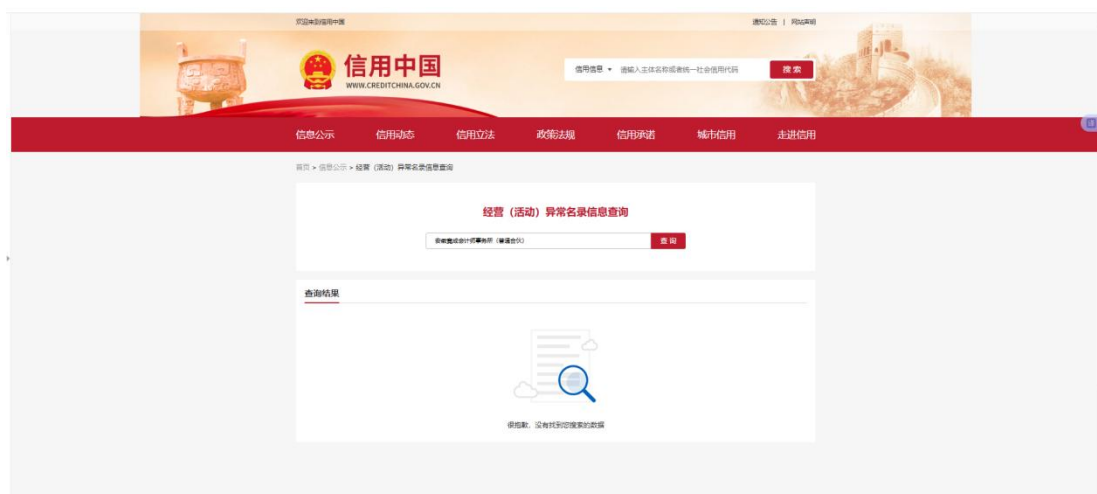 欢迎来到信用中国
通知公告 | 网站声明
信用中国
WWW.CREDITCHINA.GOV.CN
信用信息 请输入主体名称或者统一社会信用代码 搜索
信息公示 信用动态 信用立法 政策法规 信用承诺 城市信用 走进信用
首页 > 信息公示 > 经营（活动）异常名录信息查询
经营（活动）异常名录信息查询
会计师事务所（普通合伙） 查询
查询结果
很抱歉，没有找到您搜索的数据